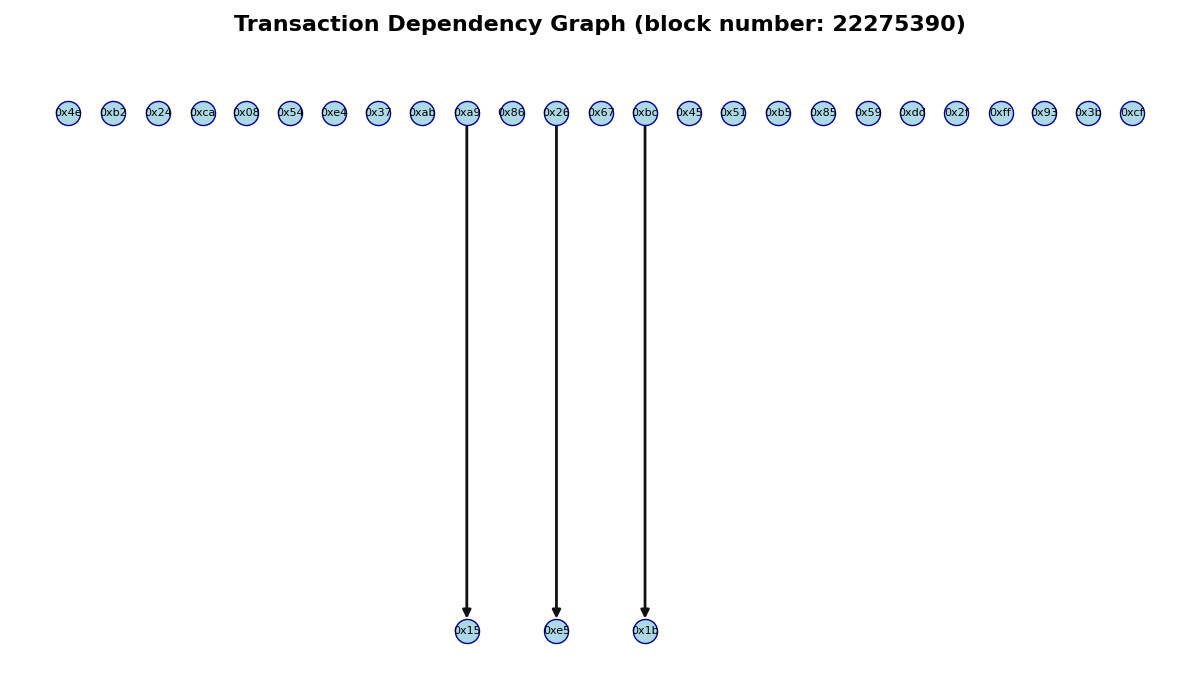 Transaction Dependency Graph (block number: 22275390)
0x4e 0xb2 0x24 0xca 0x08 0x54 0xe4 0x37 0xab 0xa9 0x86 0x26 0x67 0xbc 0x45 0x51 0xb5 0x85 0x59 0xdd 0x2f 0xff 0x93 0x3b 0xcf
0x15 0xe5 0x1b